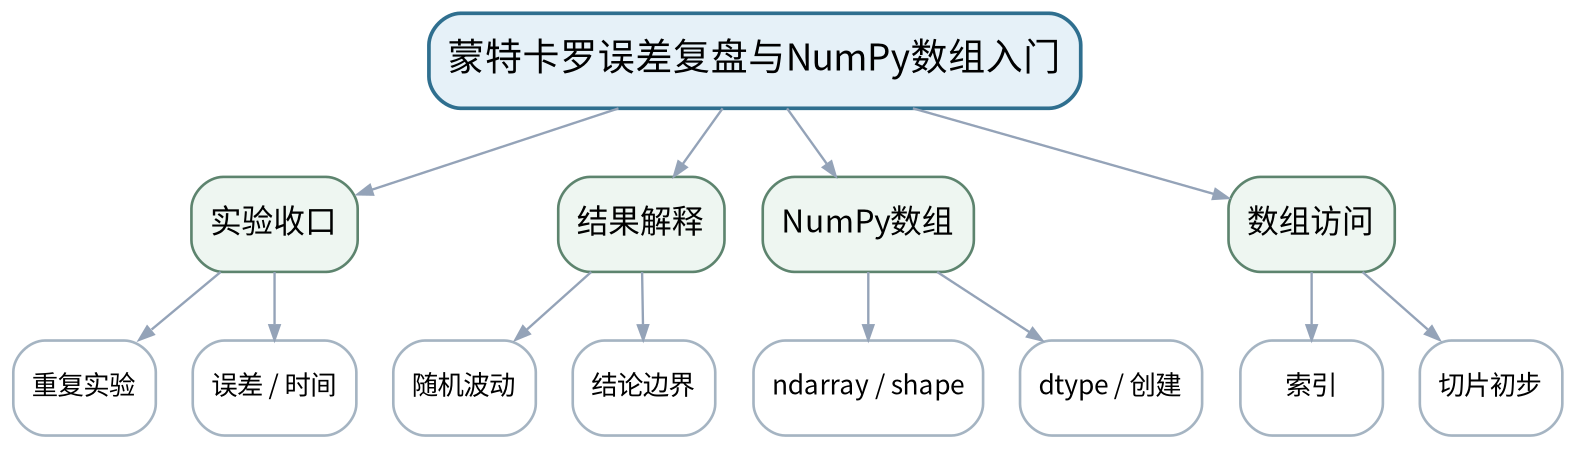 蒙特卡罗误差复盘与NumPy数组入门
实验收口
结果解释
NumPy数组
数组访问
重复实验
误差 / 时间
随机波动
结论边界
ndarray / shape
dtype / 创建
索引
切片初步